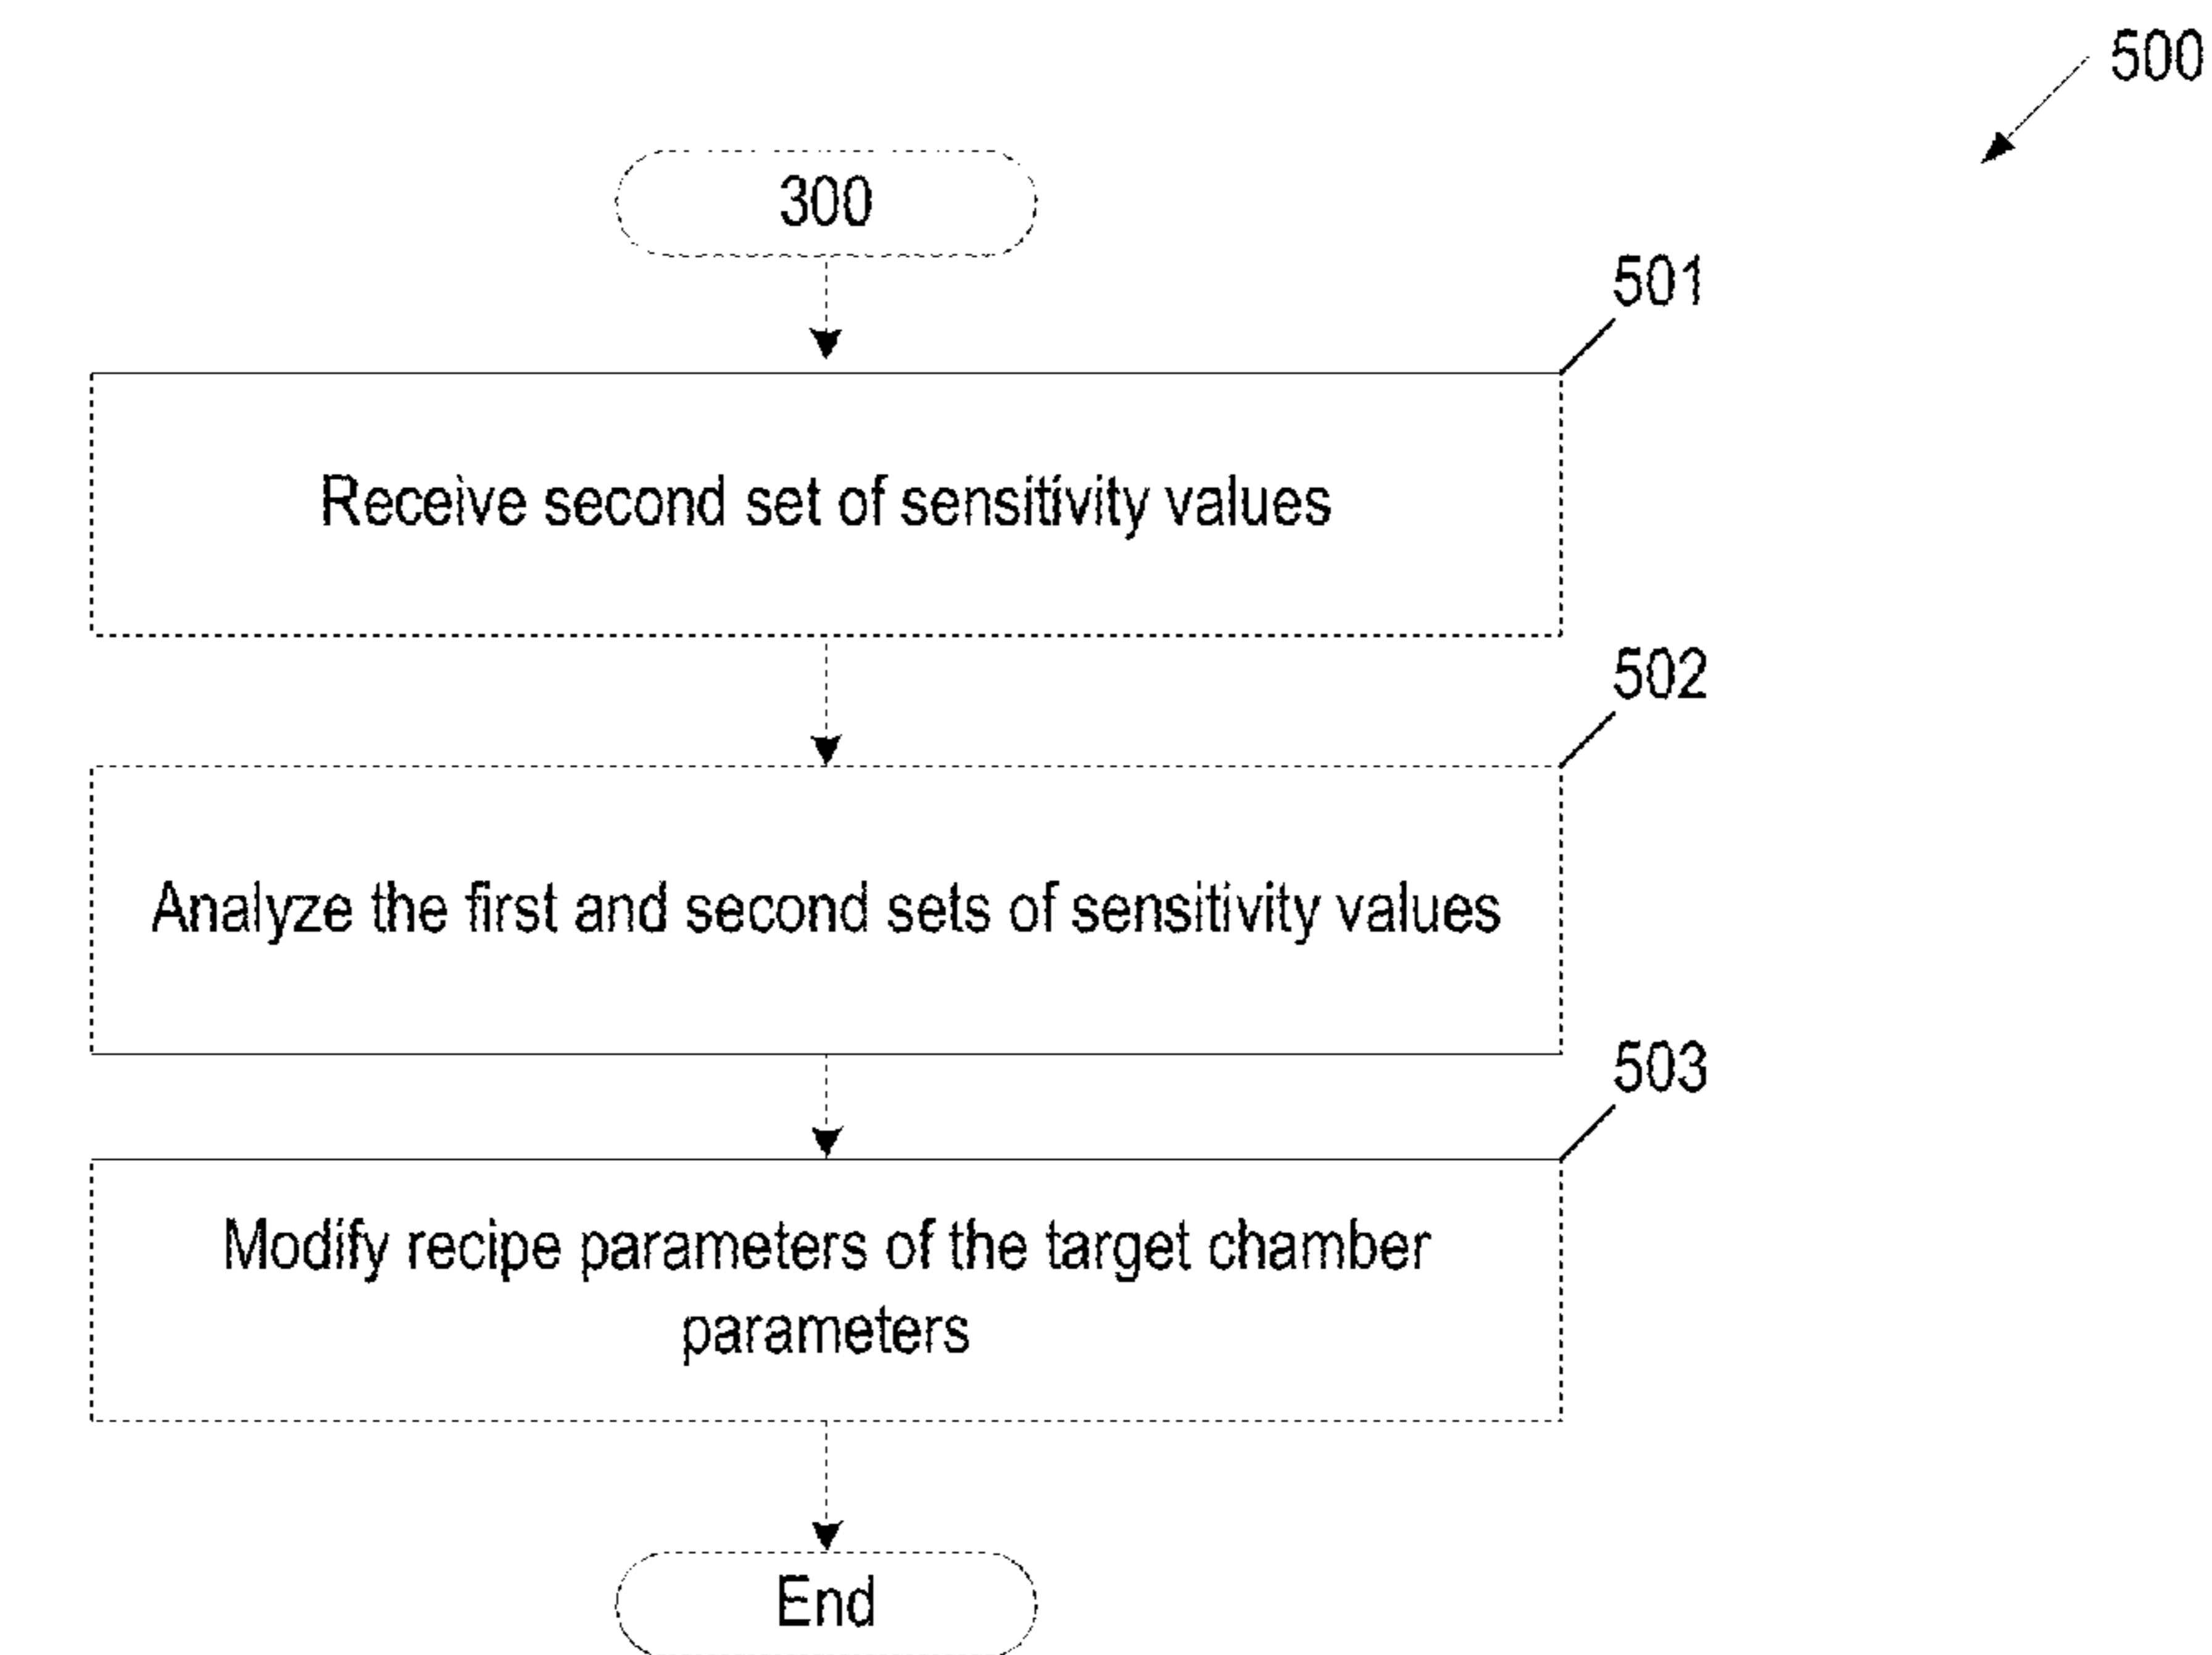 500
300
501
Receive second set of sensitivity values
502
Analyze the first and second sets of sensitivity values
503
Modify recipe parameters of the target chamber
parameters
End